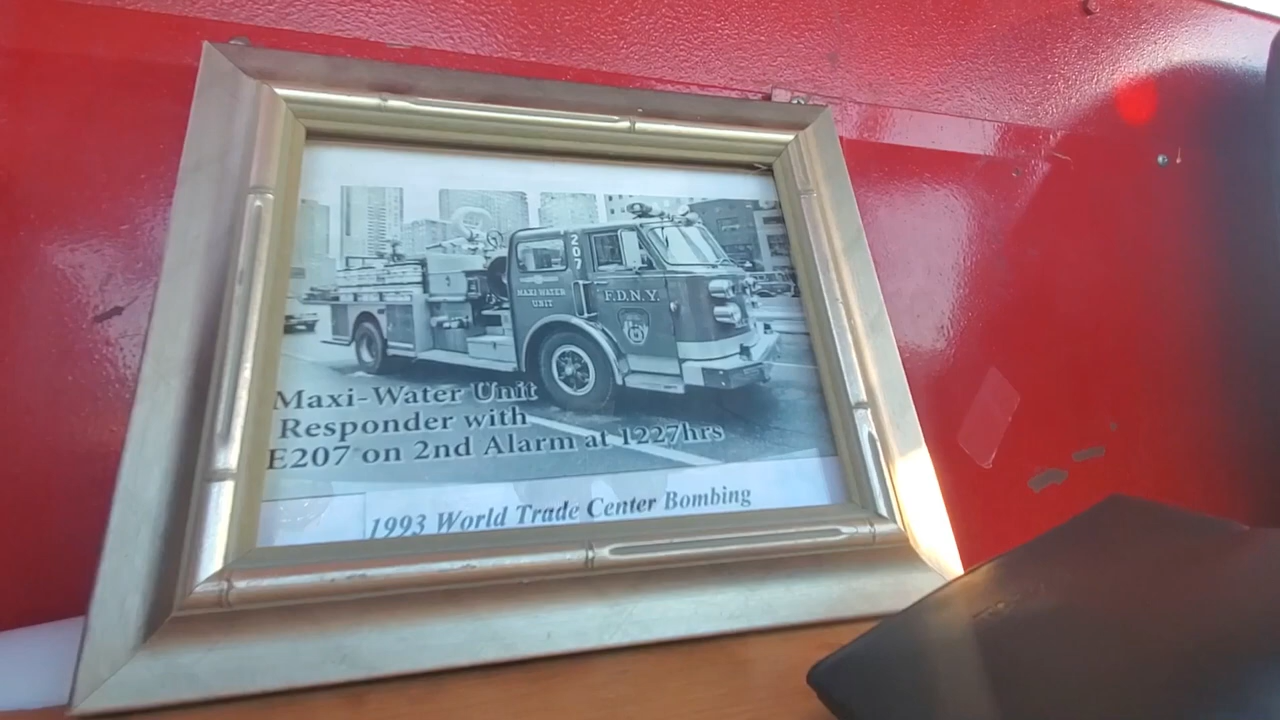 207
MAXI-WATER
UNIT
F.D.N.Y.
Maxi-Water Unit
Responder with
E207 on 2nd Alarm at 1227hrs
1993 World Trade Center Bombing